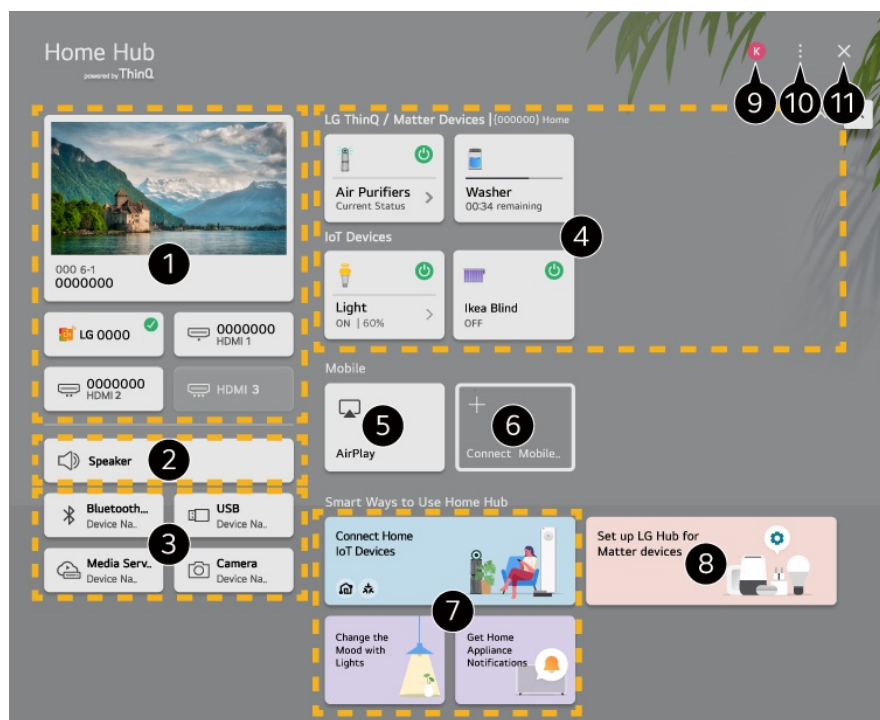 Home Hub
powered by ThinQ
K
9
10
11
1
000 6-1
0000000
LG 0000
0000000
HDMI 1
0000000
HDMI 2
HDMI 3
2
Speaker
Bluetooth...
Device Na..
USB
Device Na..
3
Media Serv..
Device Na..
Camera
Device Na..
LG ThinQ / Matter Devices | {000000} Home
Air Purifiers
Current Status
Washer
00:34 remaining
4
IoT Devices
Light
ON | 60%
Ikea Blind
OFF
Mobile
5
AirPlay
6
Connect Mobile..
Smart Ways to Use Home Hub
Connect Home
IoT Devices
7
Change the
Mood with
Lights
Get Home
Appliance
Notifications
Set up LG Hub for
Matter devices
8